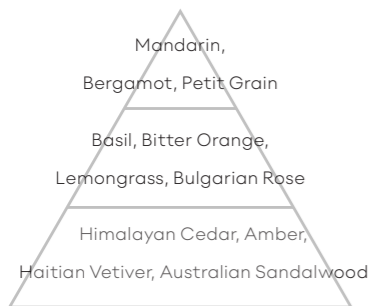 Mandarin,
Bergamot, Petit Grain
Basil, Bitter Orange,
Lemongrass, Bulgarian Rose
Himalayan Cedar, Amber,
Haitian Vetiver, Australian Sandalwood